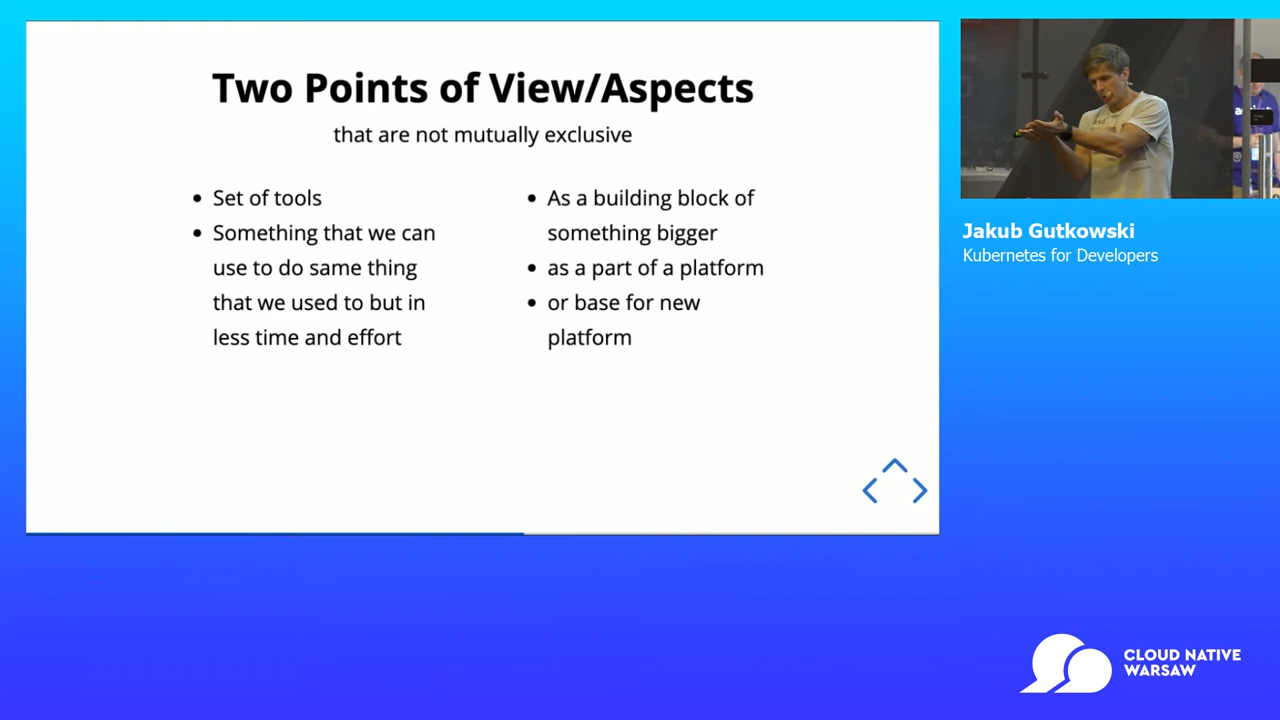 Two Points of View/Aspects
that are not mutually exclusive
Set of tools
Something that we can
use to do same thing
that we used to but in
less time and effort
As a building block of
something bigger
as a part of a platform
or base for new
platform
Jakub Gutkowski
Kubernetes for Developers
CLOUD NATIVE
WARSAW